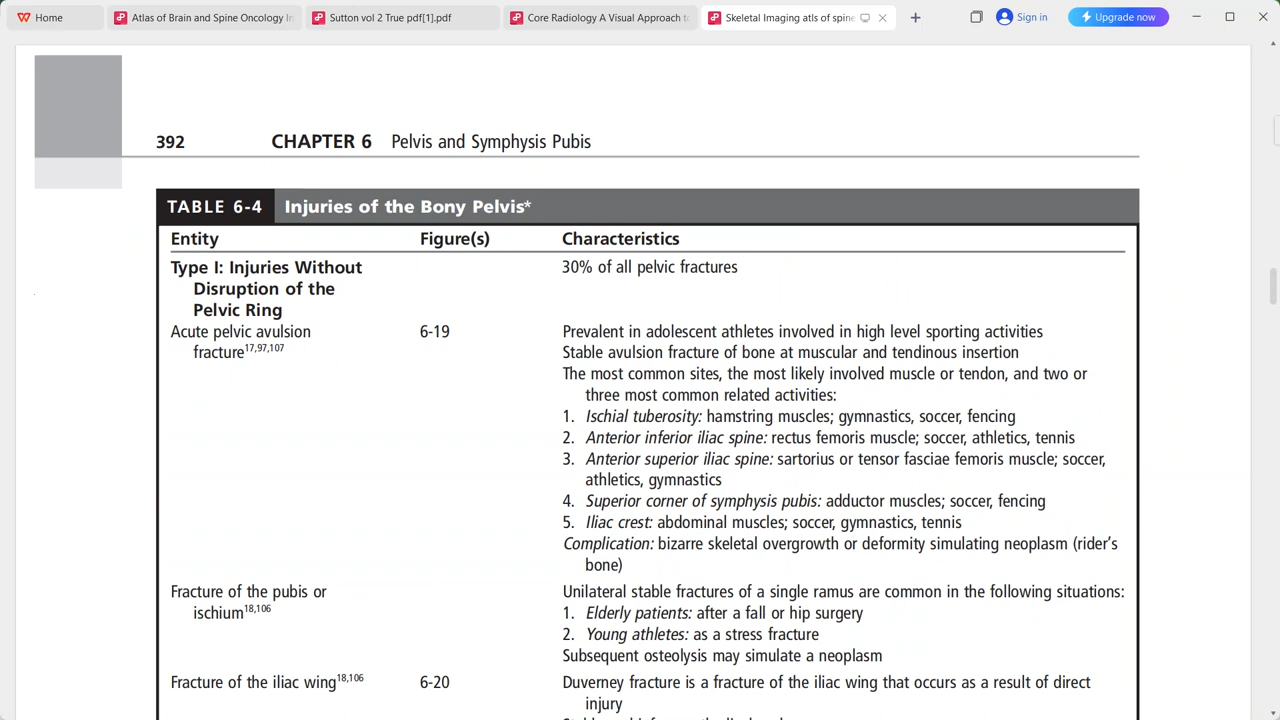 Home
Atlas of Brain and Spine Oncology
Sutton vol 2 True pdf[1].pdf
Core Radiology A Visual Approach to
Skeletal Imaging atls of spine
Sign in
Upgrade now
392 CHAPTER 6 Pelvis and Symphysis Pubis
TABLE 6-4 Injuries of the Bony Pelvis*
Entity Figure(s) Characteristics
Type I: Injuries Without 30% of all pelvic fractures
Disruption of the
Pelvic Ring
Acute pelvic avulsion 6-19 Prevalent in adolescent athletes involved in high level sporting activities
fracture17,97,107 Stable avulsion fracture of bone at muscular and tendinous insertion
The most common sites, the most likely involved muscle or tendon, and two or
three most common related activities:
1. Ischial tuberosity: hamstring muscles; gymnastics, soccer, fencing
2. Anterior inferior iliac spine: rectus femoris muscle; soccer, athletics, tennis
3. Anterior superior iliac spine: sartorius or tensor fasciae femoris muscle; soccer,
athletics, gymnastics
4. Superior corner of symphysis pubis: adductor muscles; soccer, fencing
5. Iliac crest: abdominal muscles; soccer, gymnastics, tennis
Complication: bizarre skeletal overgrowth or deformity simulating neoplasm (rider's
bone)
Fracture of the pubis or Unilateral stable fractures of a single ramus are common in the following situations:
ischium18,106 1. Elderly patients: after a fall or hip surgery
2. Young athletes: as a stress fracture
Subsequent osteolysis may simulate a neoplasm
Fracture of the iliac wing18,106 6-20 Duverney fracture is a fracture of the iliac wing that occurs as a result of direct
injury